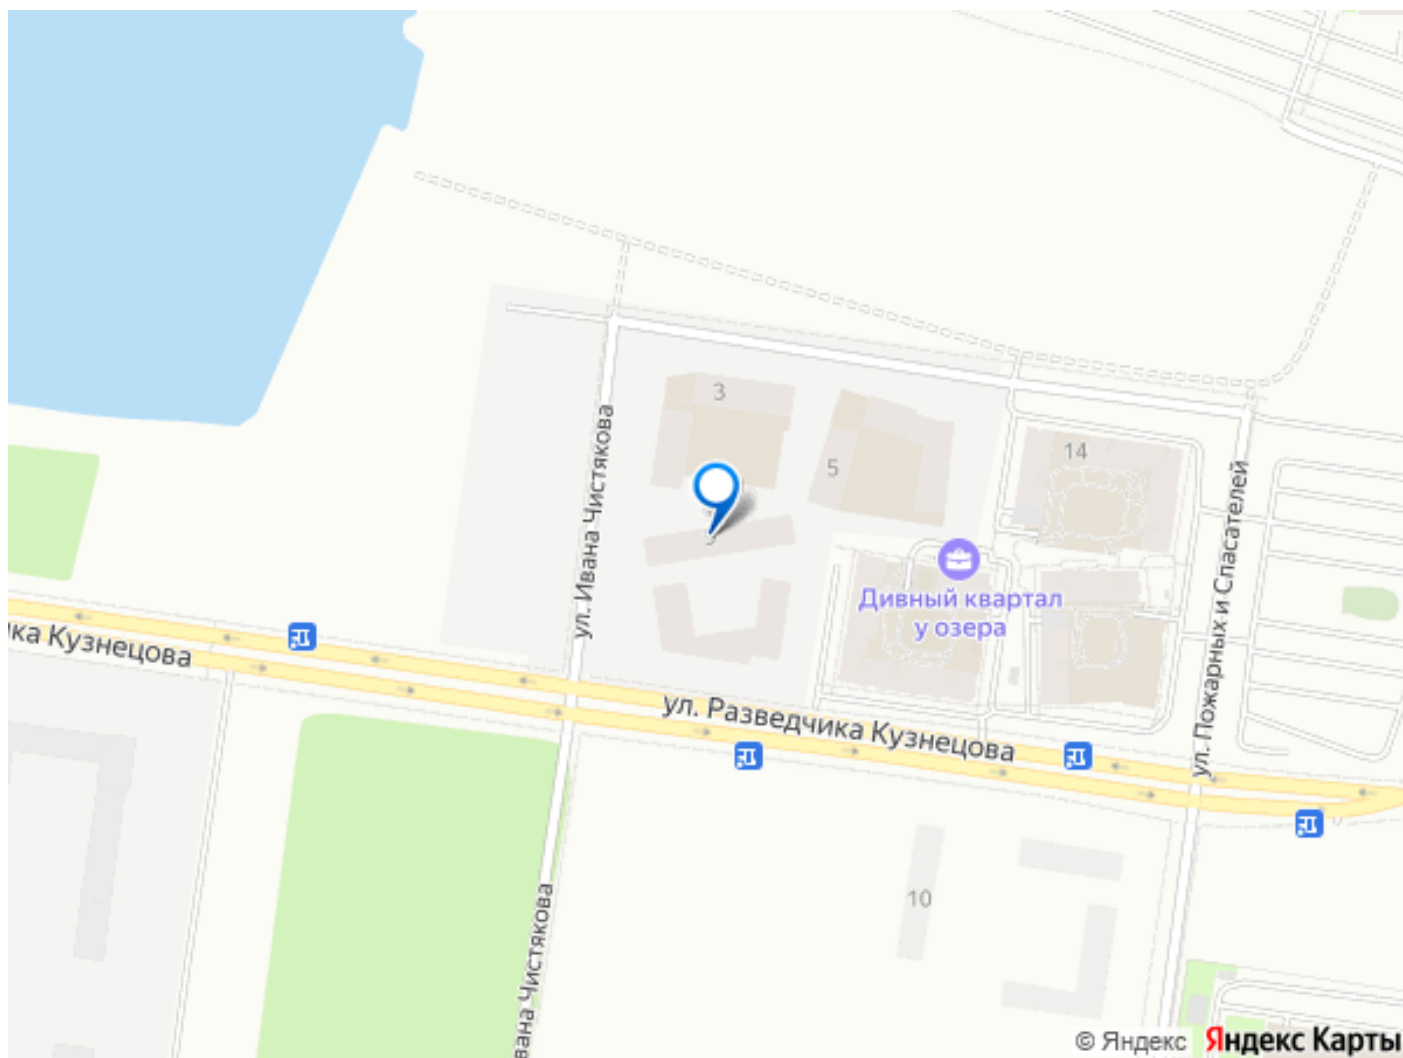 3
5
14
ул. Ивана Чистякова
Дивный квартал
у озера
ул. Пожарных и Спасателей
Кузнецова
ул. Разведчика Кузнецова
10
Чистякова
© Яндекс Яндекс Карты